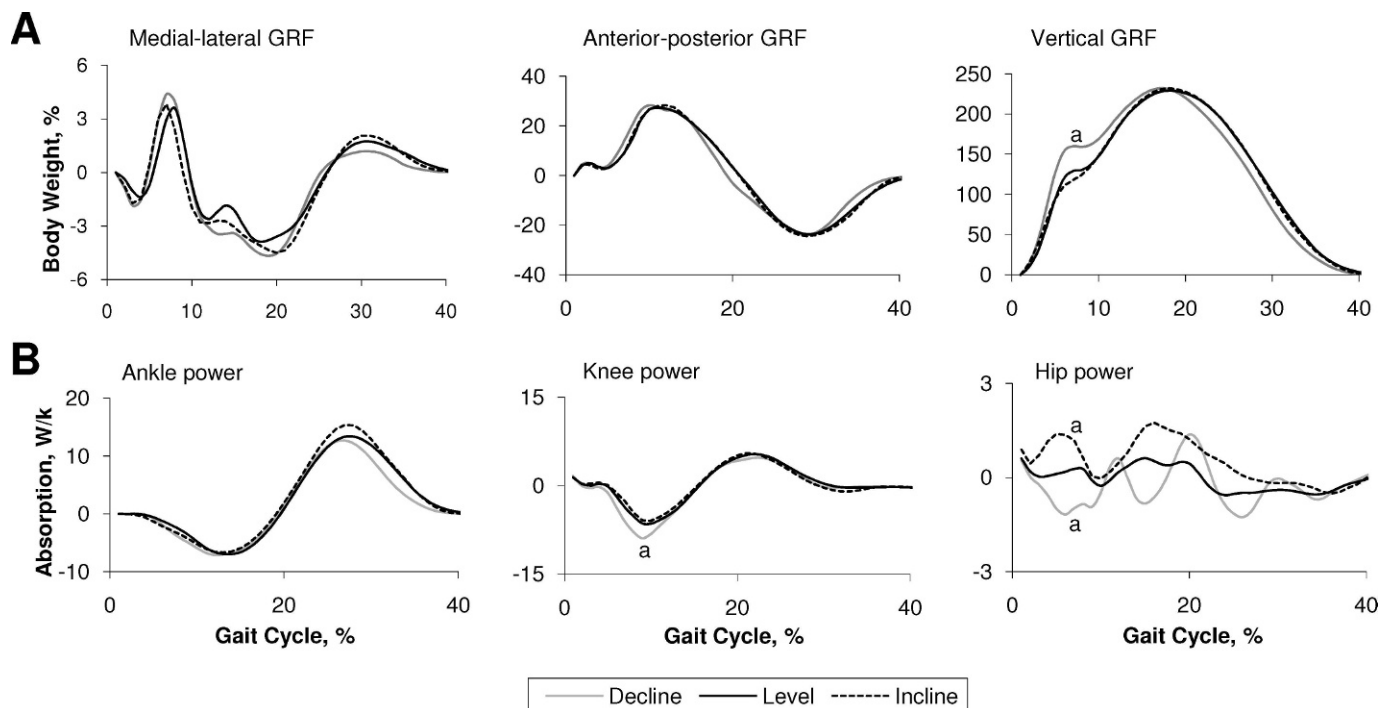 A
Medial-lateral GRF
Anterior-posterior GRF
Vertical GRF
Body Weight, %
6
3
0
-3
-6
0
10
20
30
40
40
20
0
-20
-40
0
20
40
250
200
150
100
50
0
0
10
20
30
40
a
B
Ankle power
Knee power
Hip power
Absorption, W/k
20
10
0
-10
0
20
40
Gait Cycle, %
15
0
-15
0
20
40
a
Gait Cycle, %
3
0
-3
0
20
40
a
a
Gait Cycle, %
Decline Level Incline